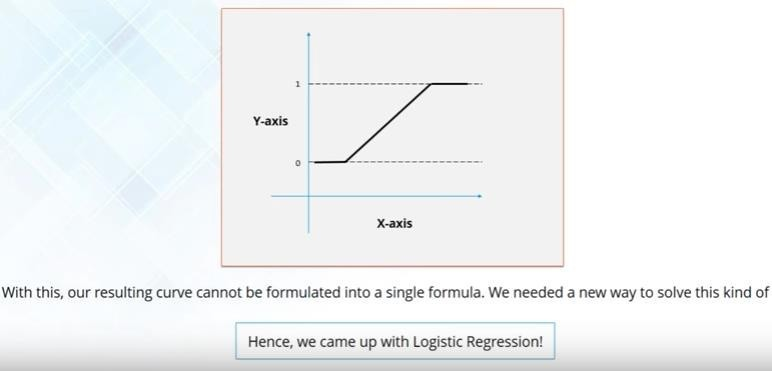 1
Y-axis
0
X-axis
With this, our resulting curve cannot be formulated into a single formula. We needed a new way to solve this kind of
Hence, we came up with Logistic Regression!